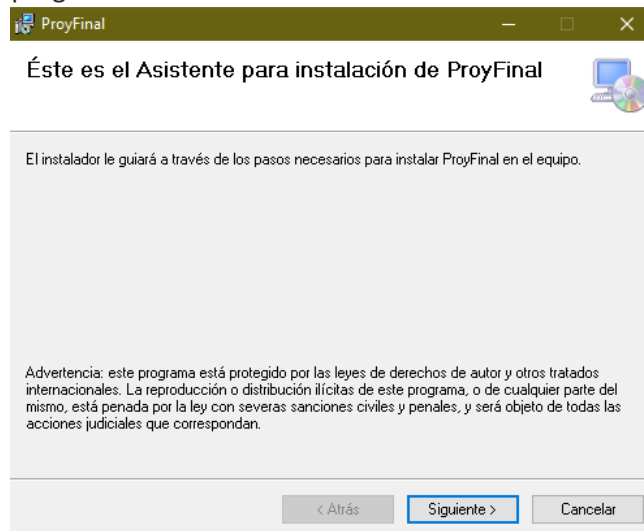 ProyFinal
Éste es el Asistente para instalación de ProyFinal
El instalador le guiará a través de los pasos necesarios para instalar ProyFinal en el equipo.
Advertencia: este programa está protegido por las leyes de derechos de autor y otros tratados
internacionales. La reproducción o distribución ilícitas de este programa, o de cualquier parte del
mismo, está penada por la ley con severas sanciones civiles y penales, y será objeto de todas las
acciones judiciales que correspondan.
< Atrás Siguiente > Cancelar